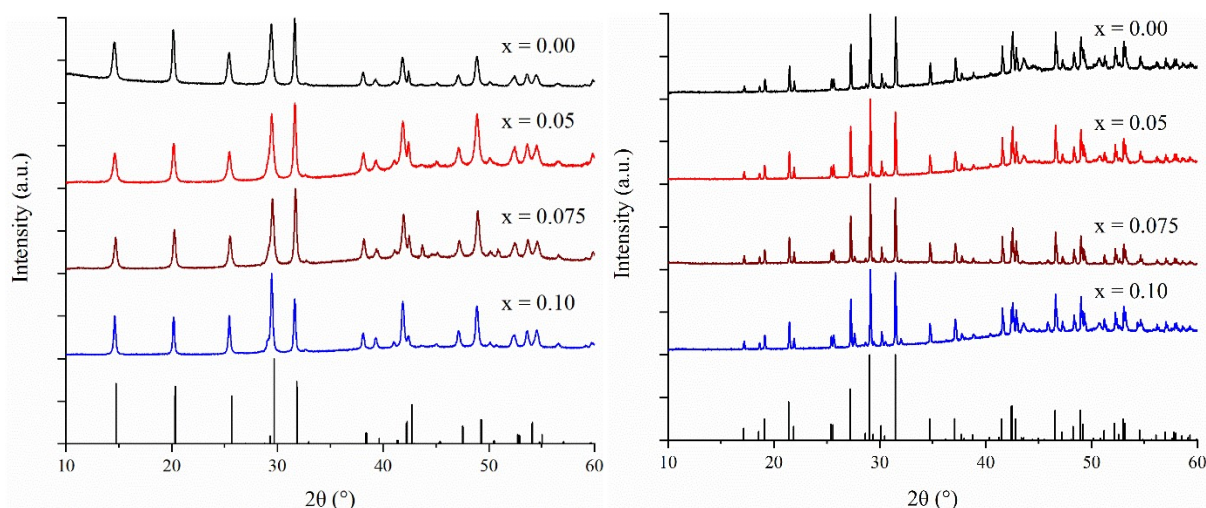 x = 0.00
x = 0.05
x = 0.075
x = 0.10
Intensity (a.u.)
10 20 30 40 50 60
2θ (°)
x = 0.00
x = 0.05
x = 0.075
x = 0.10
Intensity (a.u.)
10 20 30 40 50 60
2θ (°)